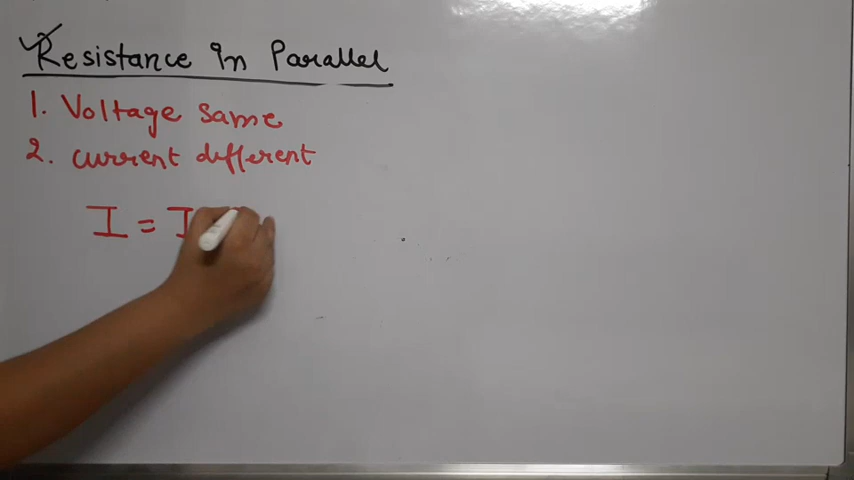 Resistance In Parallel
1. Voltage same
2. current different
I = I